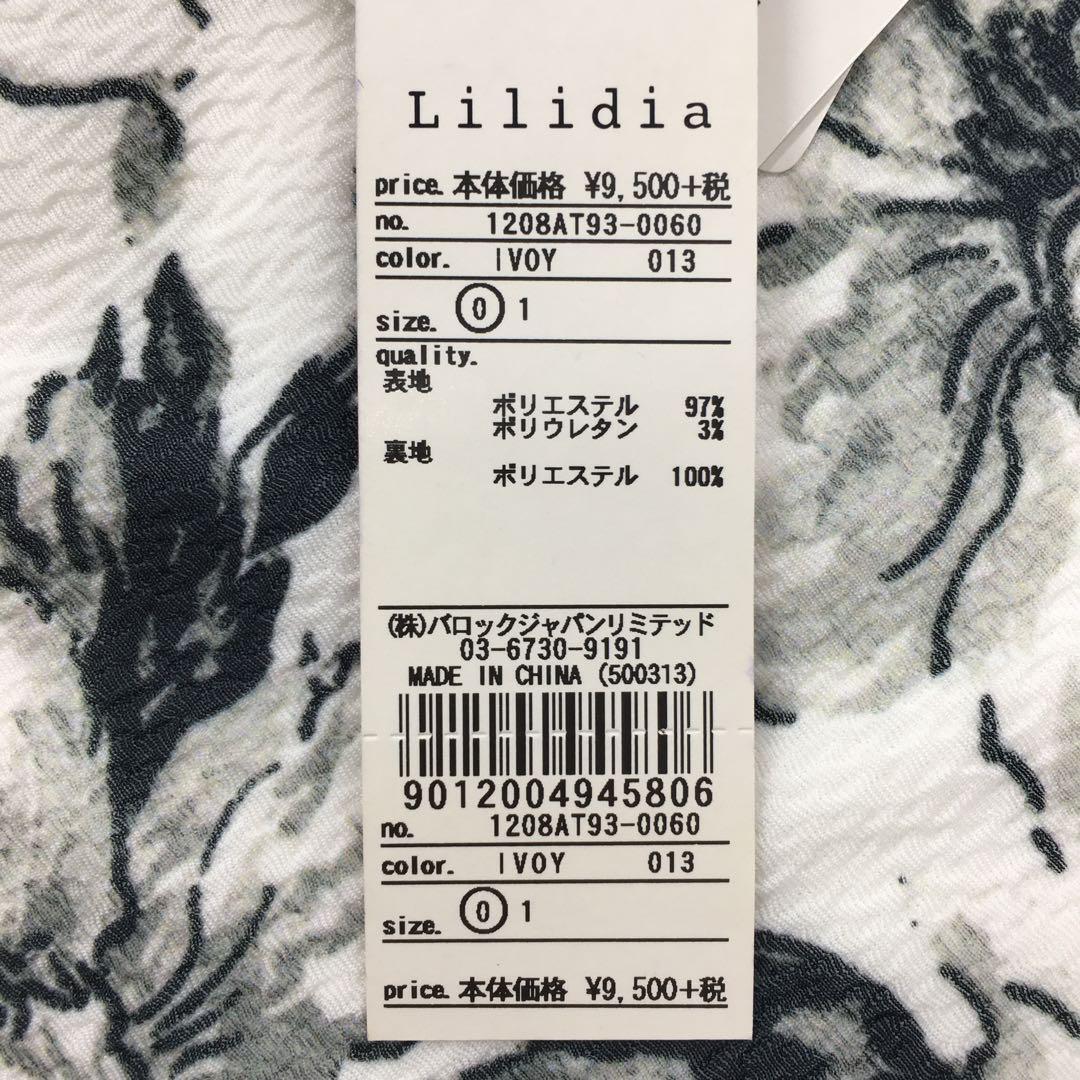 Lilidia
price. 本体価格 ¥9,500+税
no. 1208AT93-0060
color. IVOY 013
size. 0 1
quality.
表地
ポリエステル 97%
ポリウレタン 3%
裏地
ポリエステル 100%
(株)バロックジャパンリミテッド
03-6730-9191
MADE IN CHINA (500313)
9012004945806
no. 1208AT93-0060
color. IVOY 013
size. 0 1
price. 本体価格 ¥9,500+税